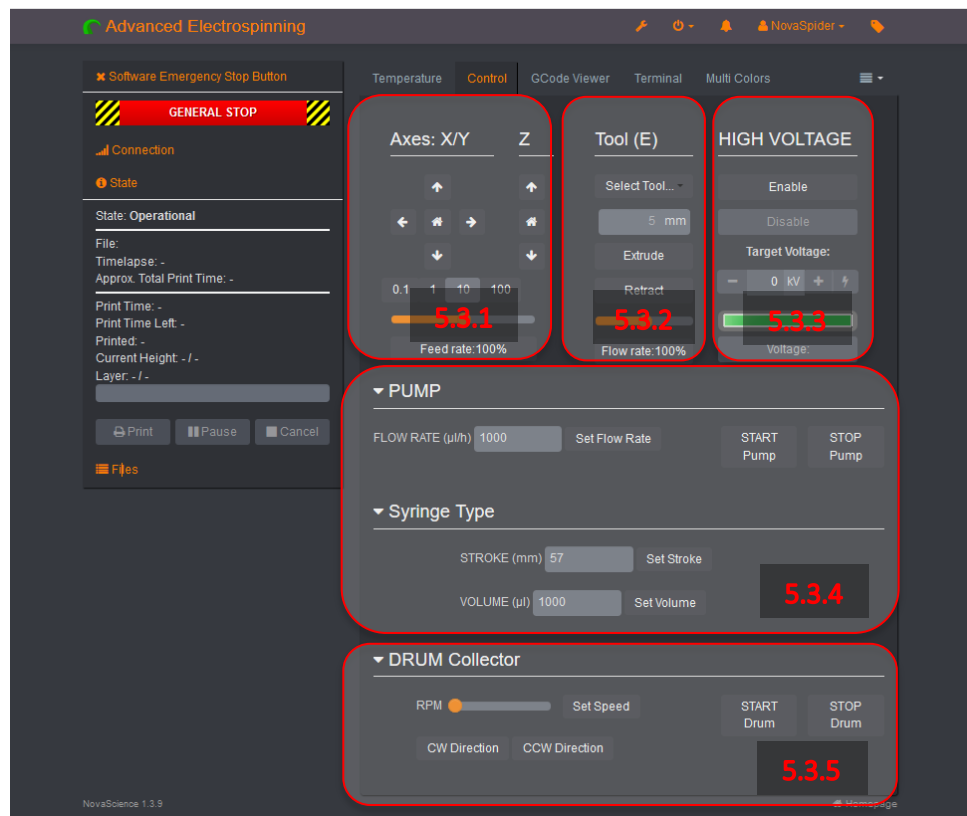 Advanced Electrospinning
NovaSpider
Software Emergency Stop Button
GENERAL STOP
Connection
State
State: Operational
File:
Timelapse: -
Approx. Total Print Time: -
Print Time: -
Print Time Left: -
Printed: -
Current Height: - / -
Layer: - / -
Print Pause Cancel
Files
Temperature Control GCode Viewer Terminal Multi Colors
Axes: X/Y Z
0.1 1 10 100
5.3.1
Feed rate:100%
Tool (E)
Select Tool...
5 mm
Extrude
Retract
5.3.2
Flow rate:100%
HIGH VOLTAGE
Enable
Disable
Target Voltage:
0 kV
5.3.3
Voltage:
PUMP
FLOW RATE (µl/h) 1000 Set Flow Rate
START Pump
STOP Pump
Syringe Type
STROKE (mm) 57 Set Stroke
VOLUME (µl) 1000 Set Volume
5.3.4
DRUM Collector
RPM Set Speed
START Drum
STOP Drum
CW Direction CCW Direction
5.3.5
NovaScience 1.3.9
Homepage